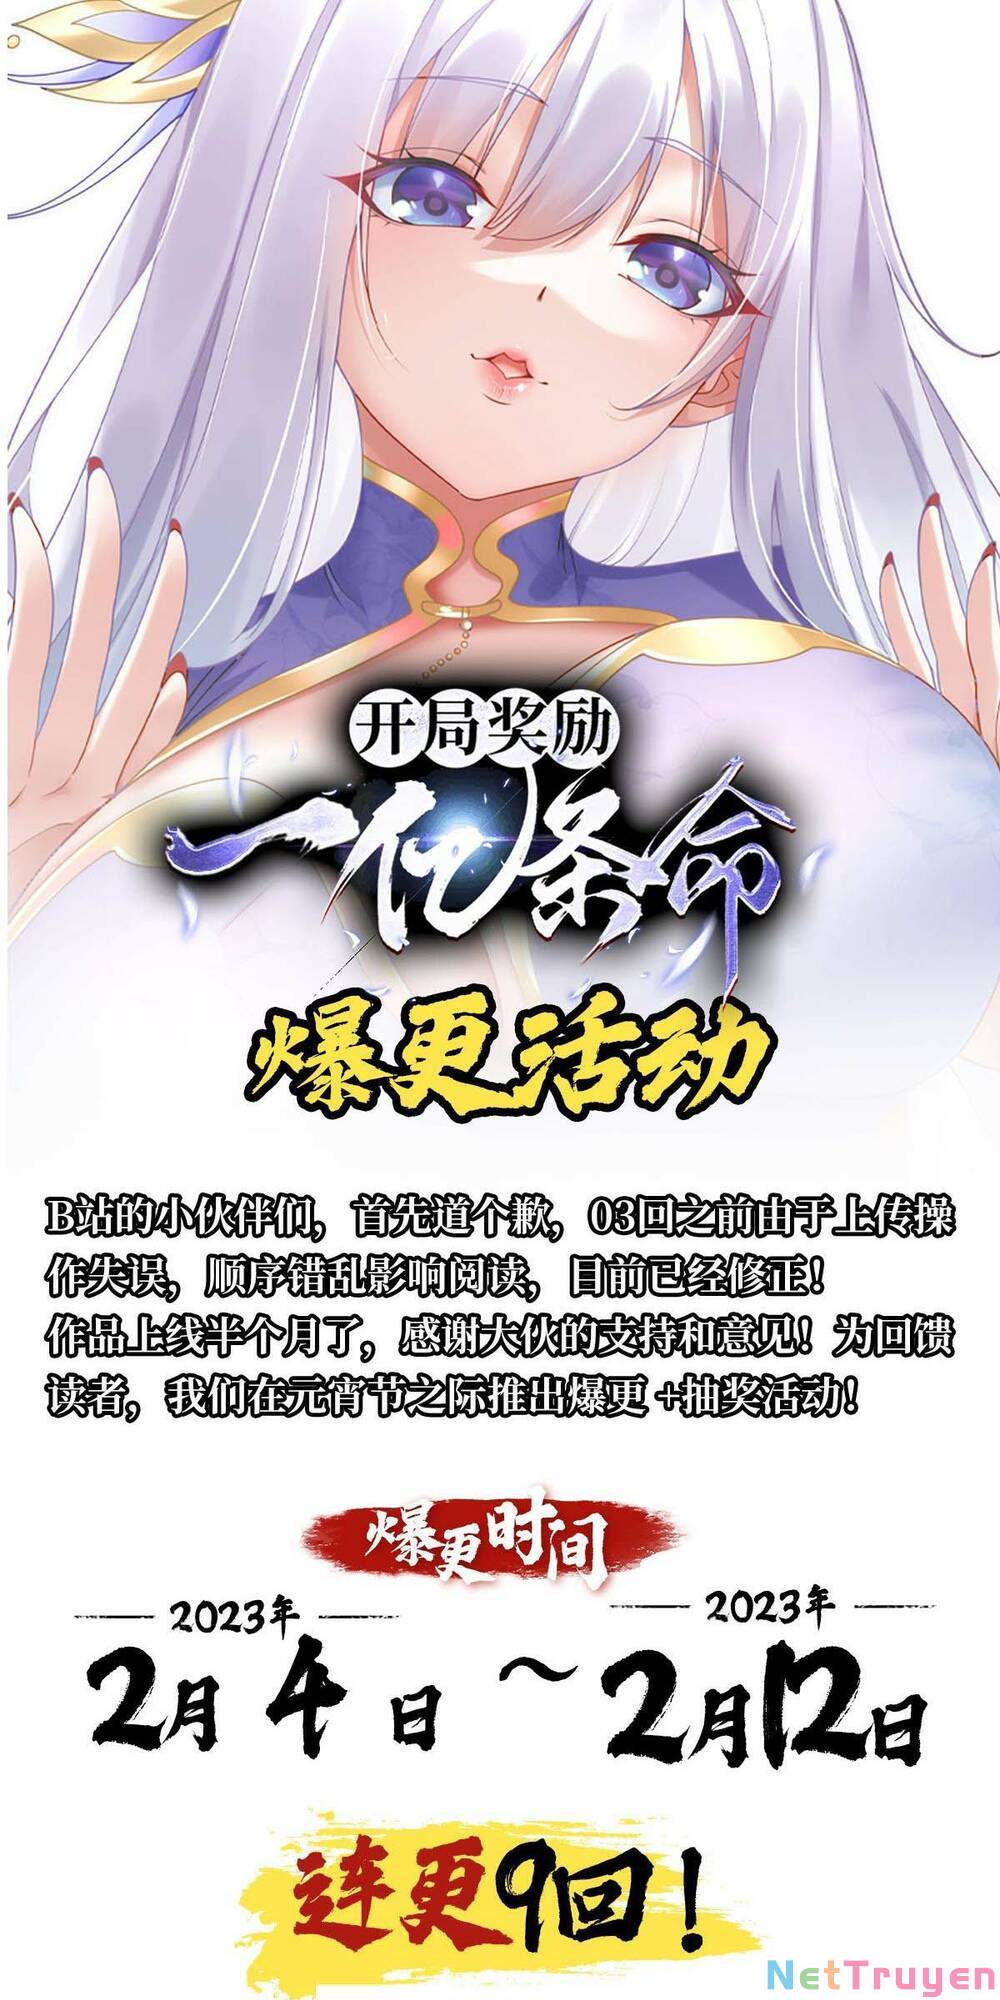 开局奖励
一亿条命
爆更活动
B站的小伙伴们，首先道个歉，03回之前由于上传操
作失误，顺序错乱影响阅读，目前已经修正！
作品上线半个月了，感谢大伙的支持和意见！为回馈
读者，我们在元宵节之际推出爆更+抽奖活动！
爆更时间
2023年 2023年
2月4日~2月12日
连更9回！
NetTruyen